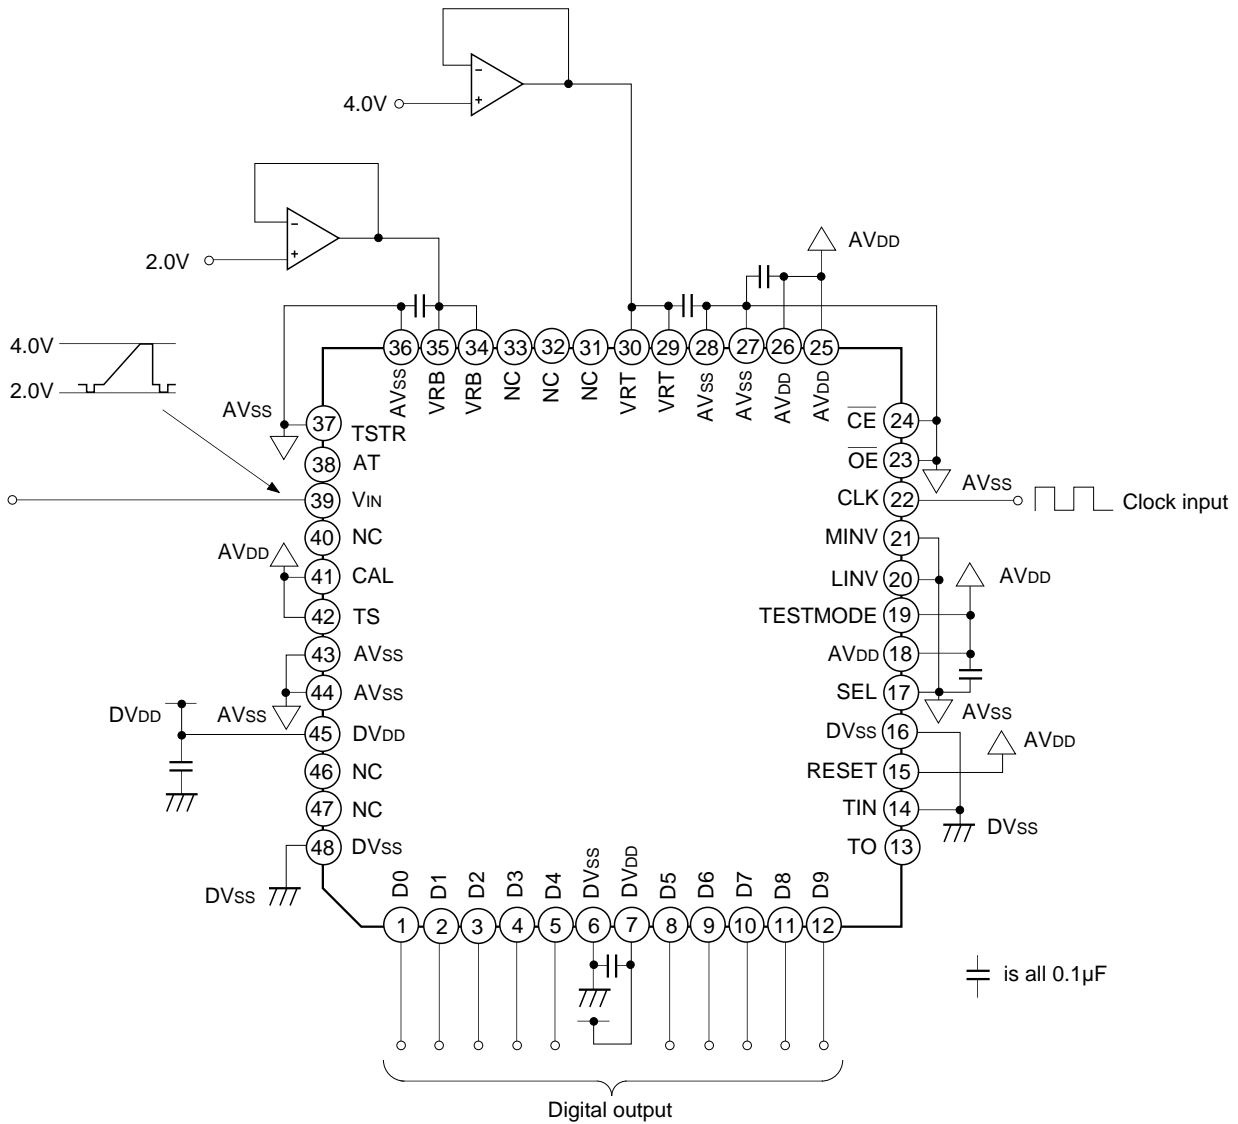 4.0V
2.0V
AVDD
36 35 34 33 32 31 30 29 28 27 26 25
AVSS VRB VRB NC NC NC VRT VRT AVSS AVSS AVDD AVDD
4.0V
2.0V
AVSS
37 TSTR
38 AT
39 VIN
40 NC
AVDD
41 CAL
42 TS
43 AVSS
44 AVSS
AVSS
DVDD
45 DVDD
46 NC
47 NC
48 DVSS
DVSS
CE 24
OE 23
AVSS
CLK 22
Clock input
MINV 21
LINV 20
AVDD
TESTMODE 19
AVDD 18
SEL 17
AVSS
DVSS 16
AVDD
RESET 15
TIN 14
DVSS
TO 13
D0 D1 D2 D3 D4 DVSS DVDD D5 D6 D7 D8 D9
1 2 3 4 5 6 7 8 9 10 11 12
is all 0.1µF
Digital output